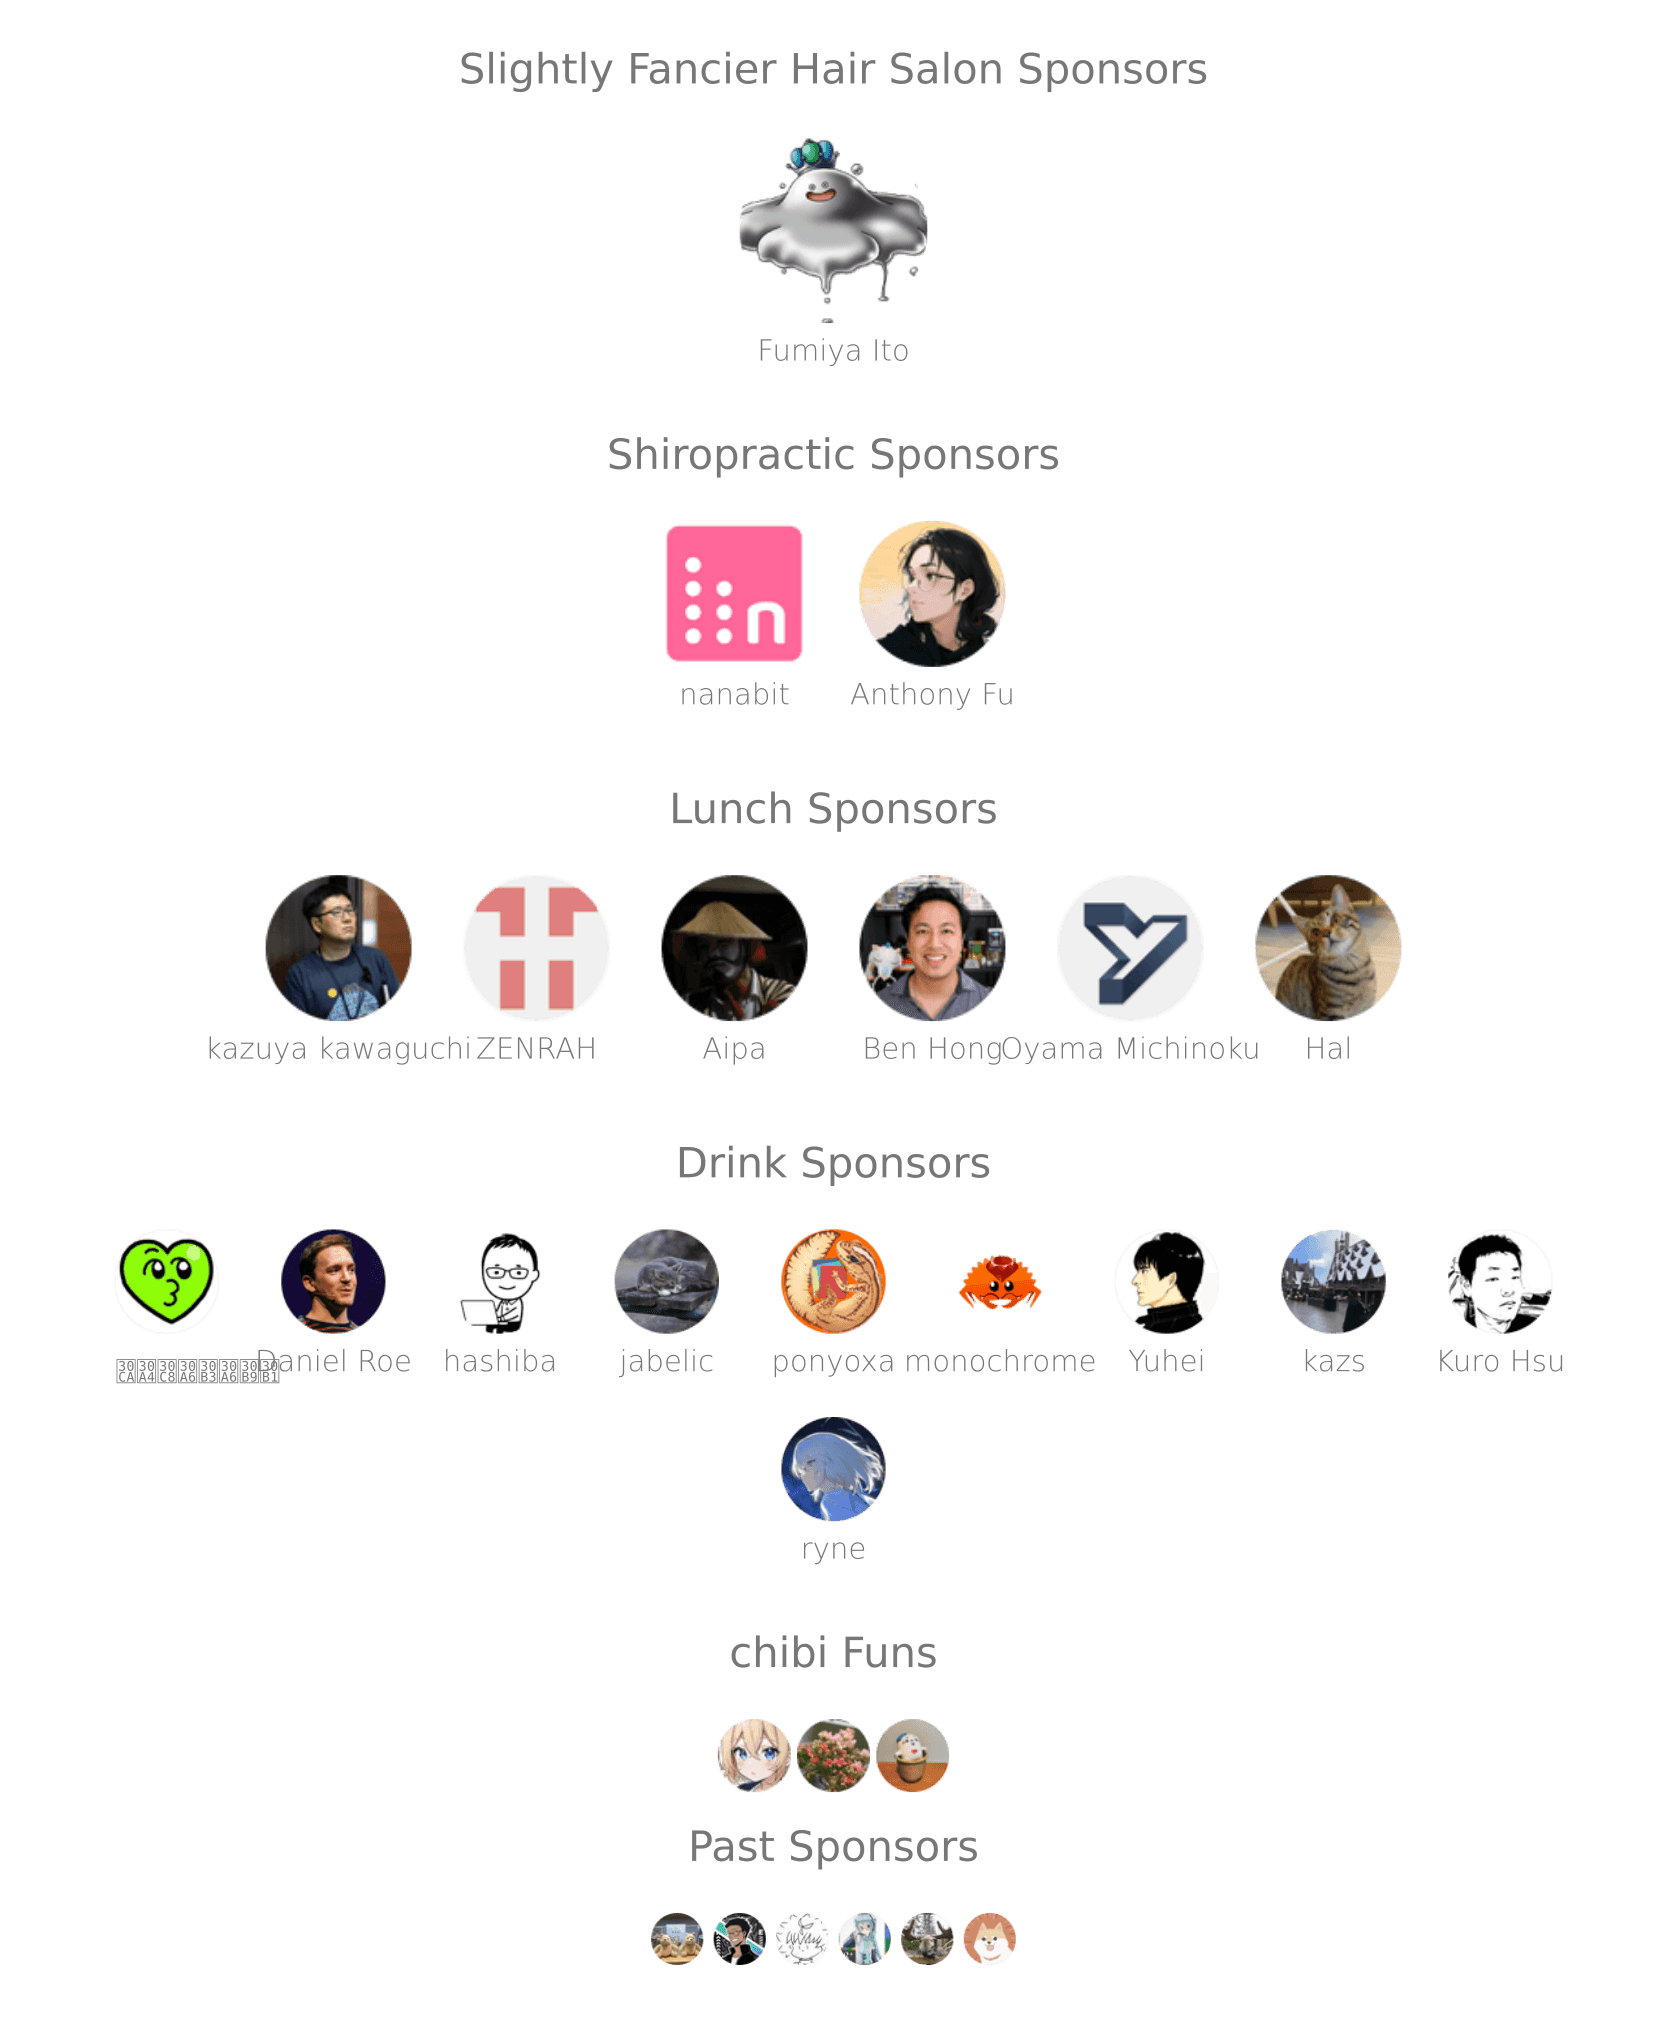 Slightly Fancier Hair Salon Sponsors
Fumiya Ito
Shiropractic Sponsors
n
nanabit Anthony Fu
Lunch Sponsors
kazuya kawaguchi ZENRAH Aipa Ben Hong Oyama Michinoku Hal
Drink Sponsors
Daniel Roe hashiba jabelic ponyoxa monochrome Yuhei kazs Kuro Hsu
ryne
chibi Funs
Past Sponsors